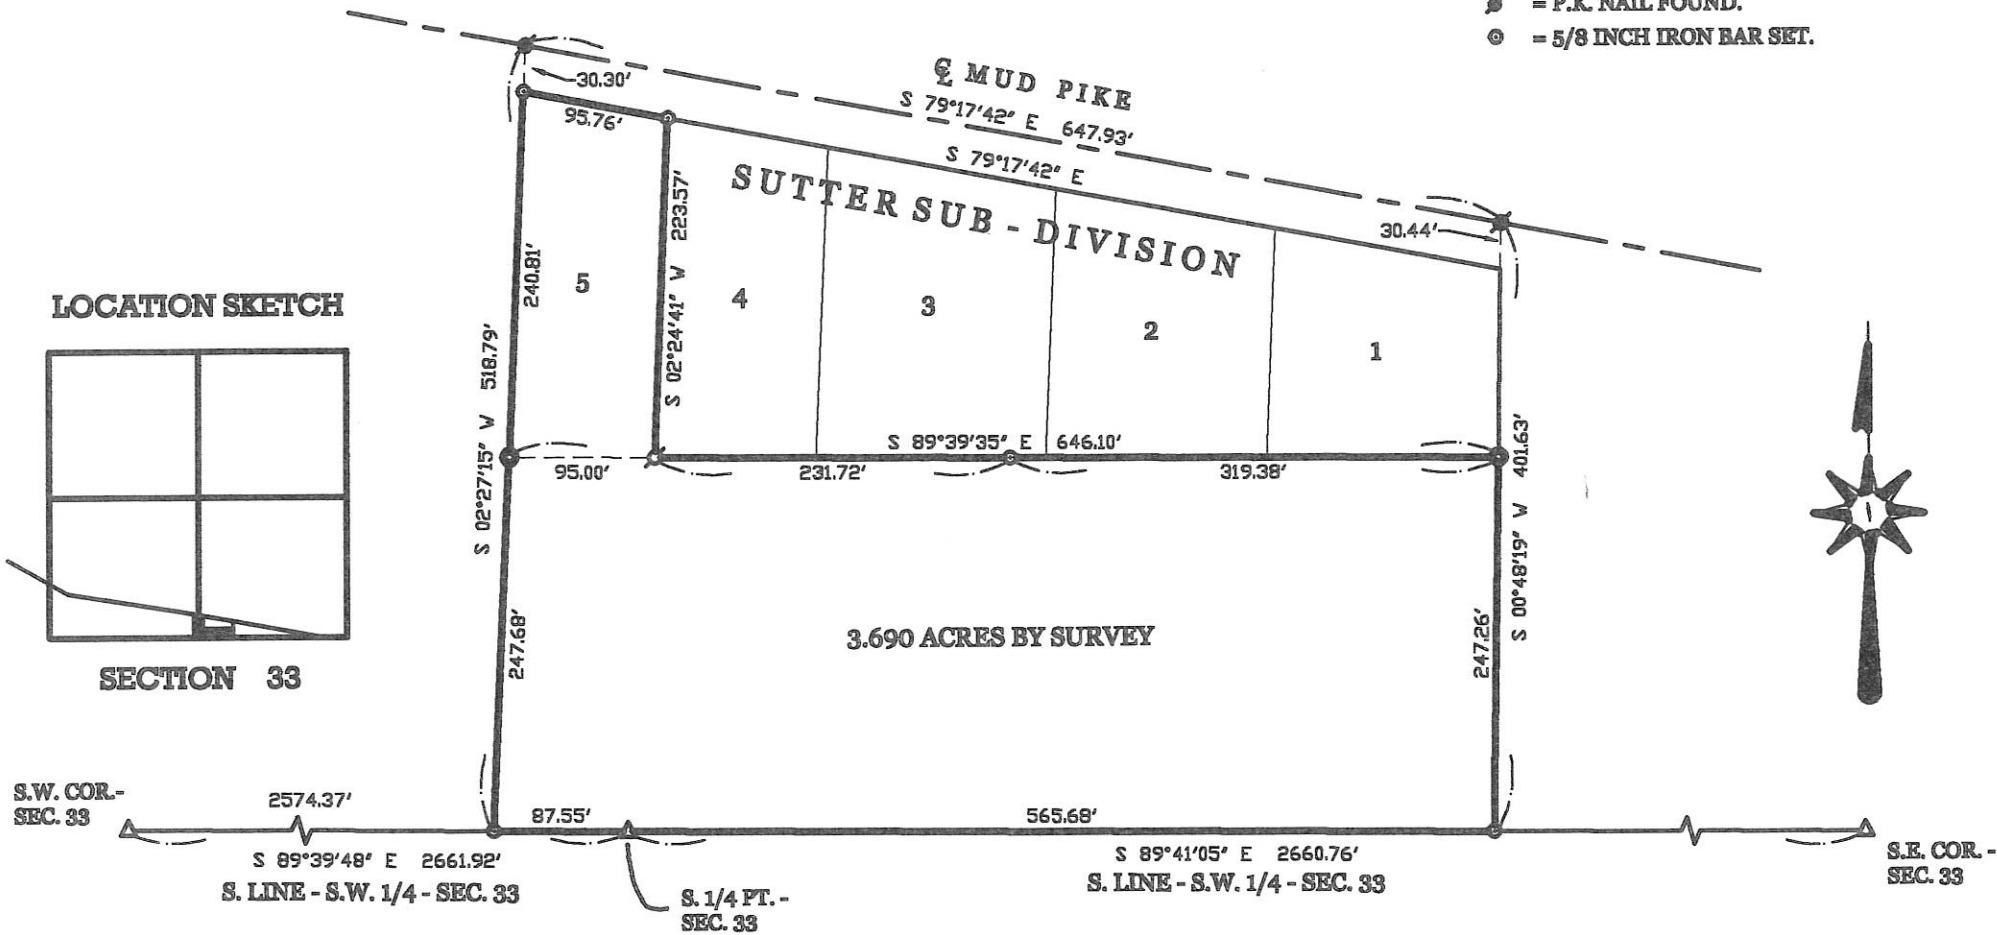 = P.K. NAIL FOUND.
= 5/8 INCH IRON BAR SET.
30.30'
95.76'
℄ MUD PIKE
S 79°17'42" E 647.93'
S 79°17'42" E
SUTTER SUB - DIVISION
30.44'
223.57'
S 02°24'41" W
240.81'
S 02°27'15" W 518.79'
5
4
3
2
1
S 89°39'35" E 646.10'
95.00'
231.72'
319.38'
S 00°48'19" W 401.63'
247.68'
247.26'
3.690 ACRES BY SURVEY
LOCATION SKETCH
SECTION 33
S.W. COR.-
SEC. 33
2574.37'
87.55'
565.68'
S 89°39'48" E 2661.92'
S. LINE - S.W. 1/4 - SEC. 33
S. 1/4 PT. -
SEC. 33
S 89°41'05" E 2660.76'
S. LINE - S.W. 1/4 - SEC. 33
S.E. COR. -
SEC. 33